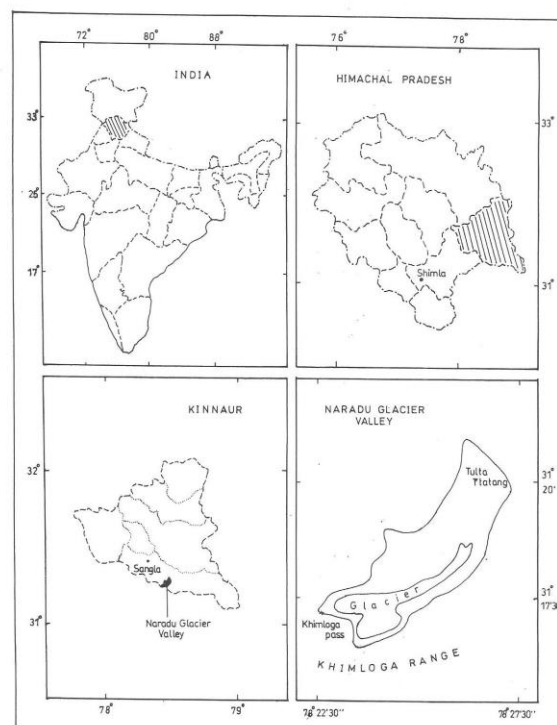 72°
80°
88°
INDIA
33°
25°
17°
76°
78°
HIMACHAL PRADESH
33°
Shimla
31°
KINNAUR
32°
Sangla
31°
Naradu Glacier
Valley
78°
79°
NARADU GLACIER
VALLEY
Tulta
tatang
31°
20'
Glacier
31°
Khimloga
pass
KHIMLOGA RANGE
78° 22'30''
78° 27'30''